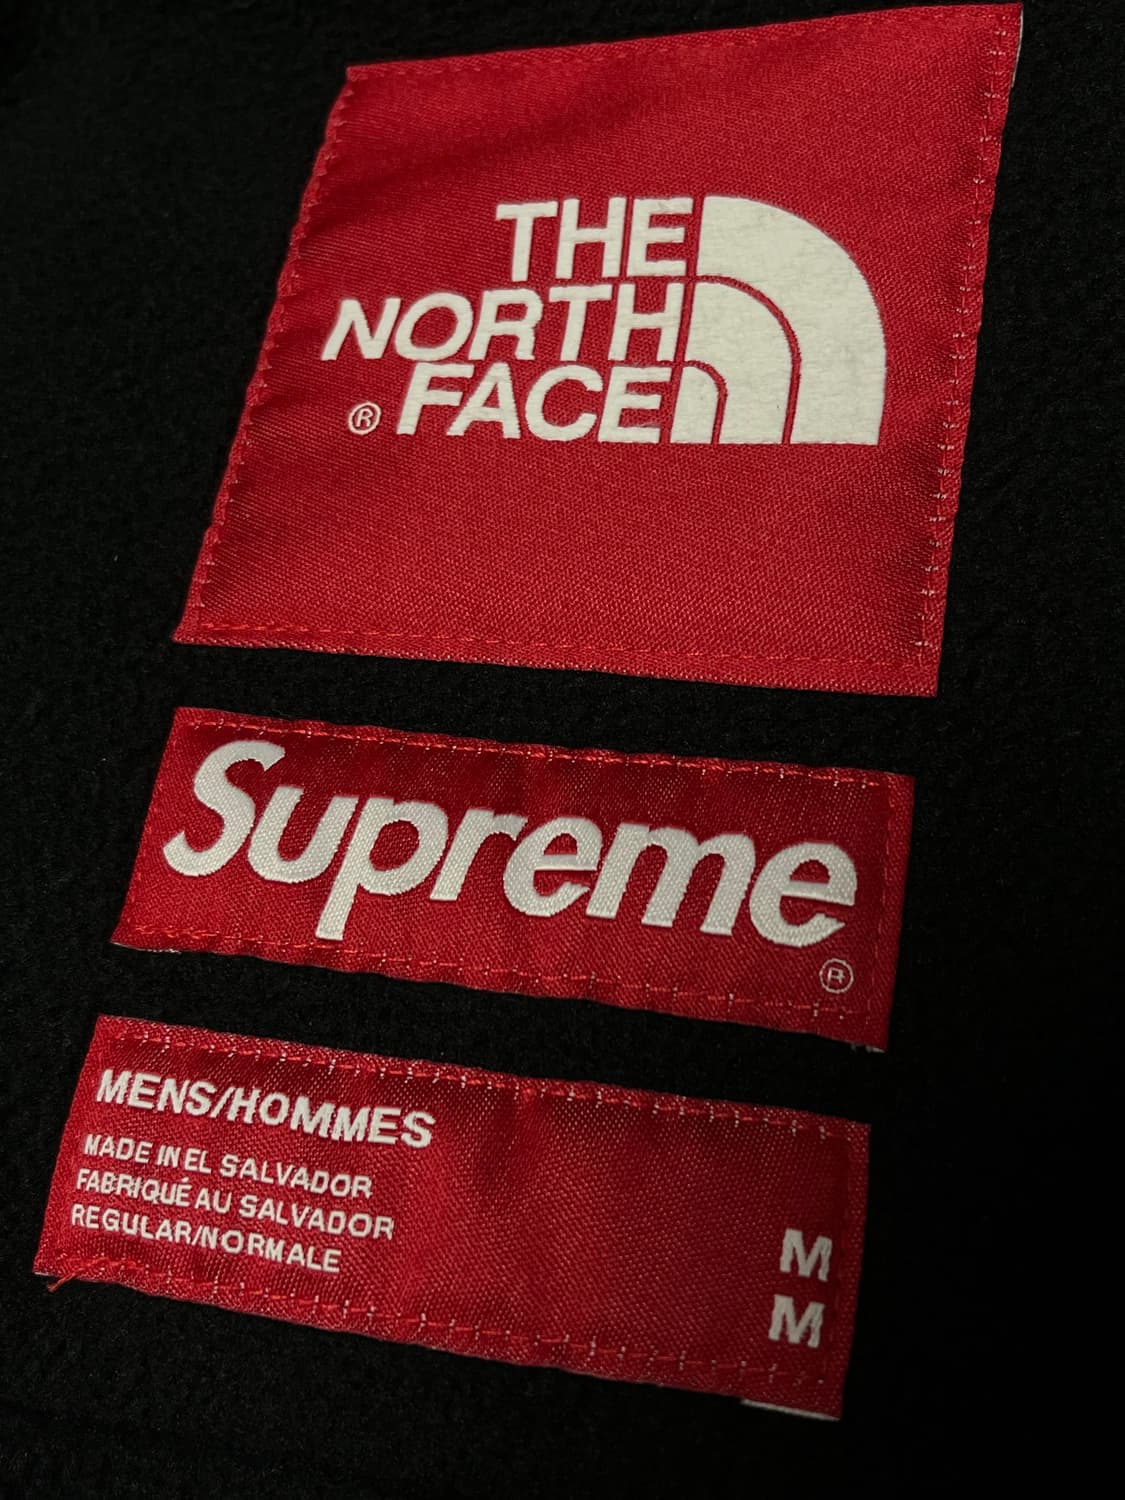 THE
NORTH
® FACE
Supreme
®
MENS/HOMMES
MADE IN EL SALVADOR
FABRIQUÉ AU SALVADOR
REGULAR/NORMALE
M
M